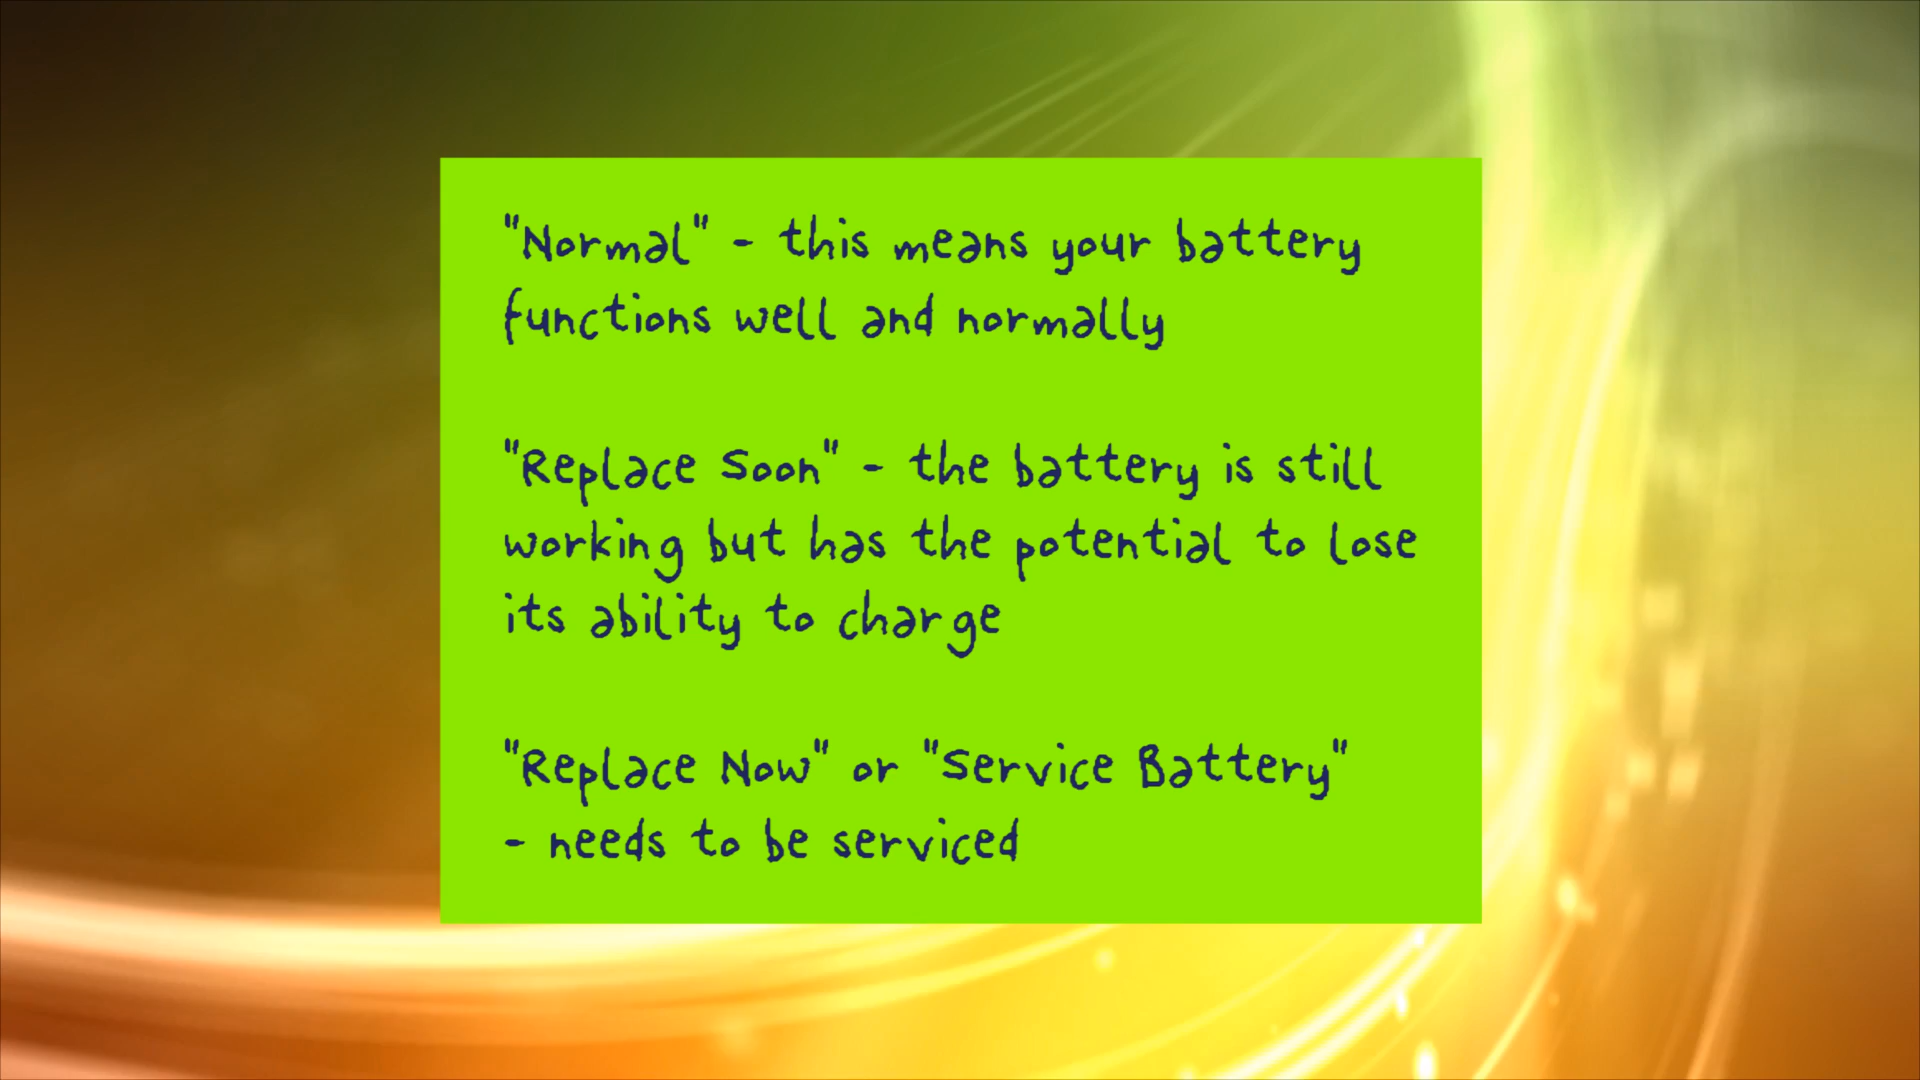 "Normal" - this means your battery
functions well and normally
"Replace Soon" - the battery is still
working but has the potential to lose
its ability to charge
"Replace Now" or "Service Battery"
- needs to be serviced